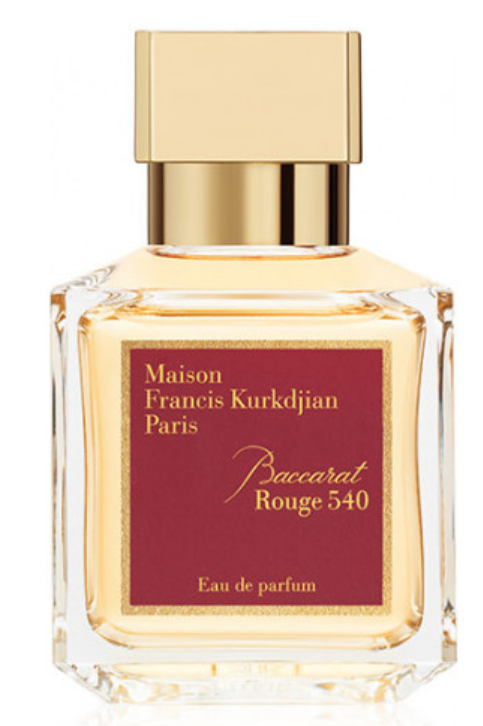 Maison
Francis Kurkdjian
Paris
Baccarat
Rouge 540
Eau de parfum